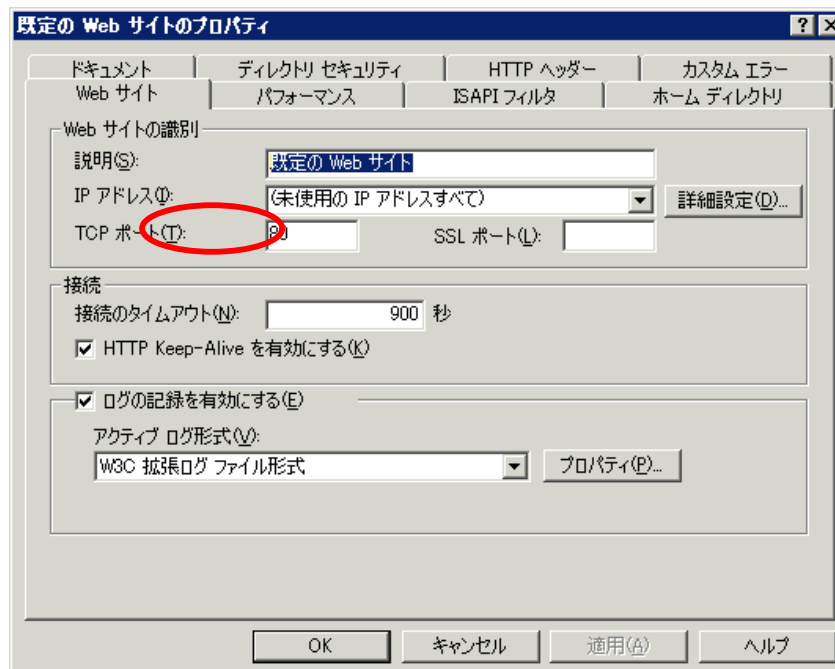 既定の Web サイトのプロパティ
ドキュメント ディレクトリ セキュリティ HTTP ヘッダー カスタム エラー
Web サイト パフォーマンス ISAPI フィルタ ホーム ディレクトリ
Web サイトの識別
説明(S): 既定の Web サイト
IP アドレス(I): (未使用の IP アドレスすべて) 詳細設定(D)...
TCP ポート(T): 80 SSL ポート(L):
接続
接続のタイムアウト(N): 900 秒
HTTP Keep-Alive を有効にする(K)
ログの記録を有効にする(E)
アクティブ ログ形式(V):
W3C 拡張ログ ファイル形式 プロパティ(P)...
OK キャンセル 適用(A) ヘルプ